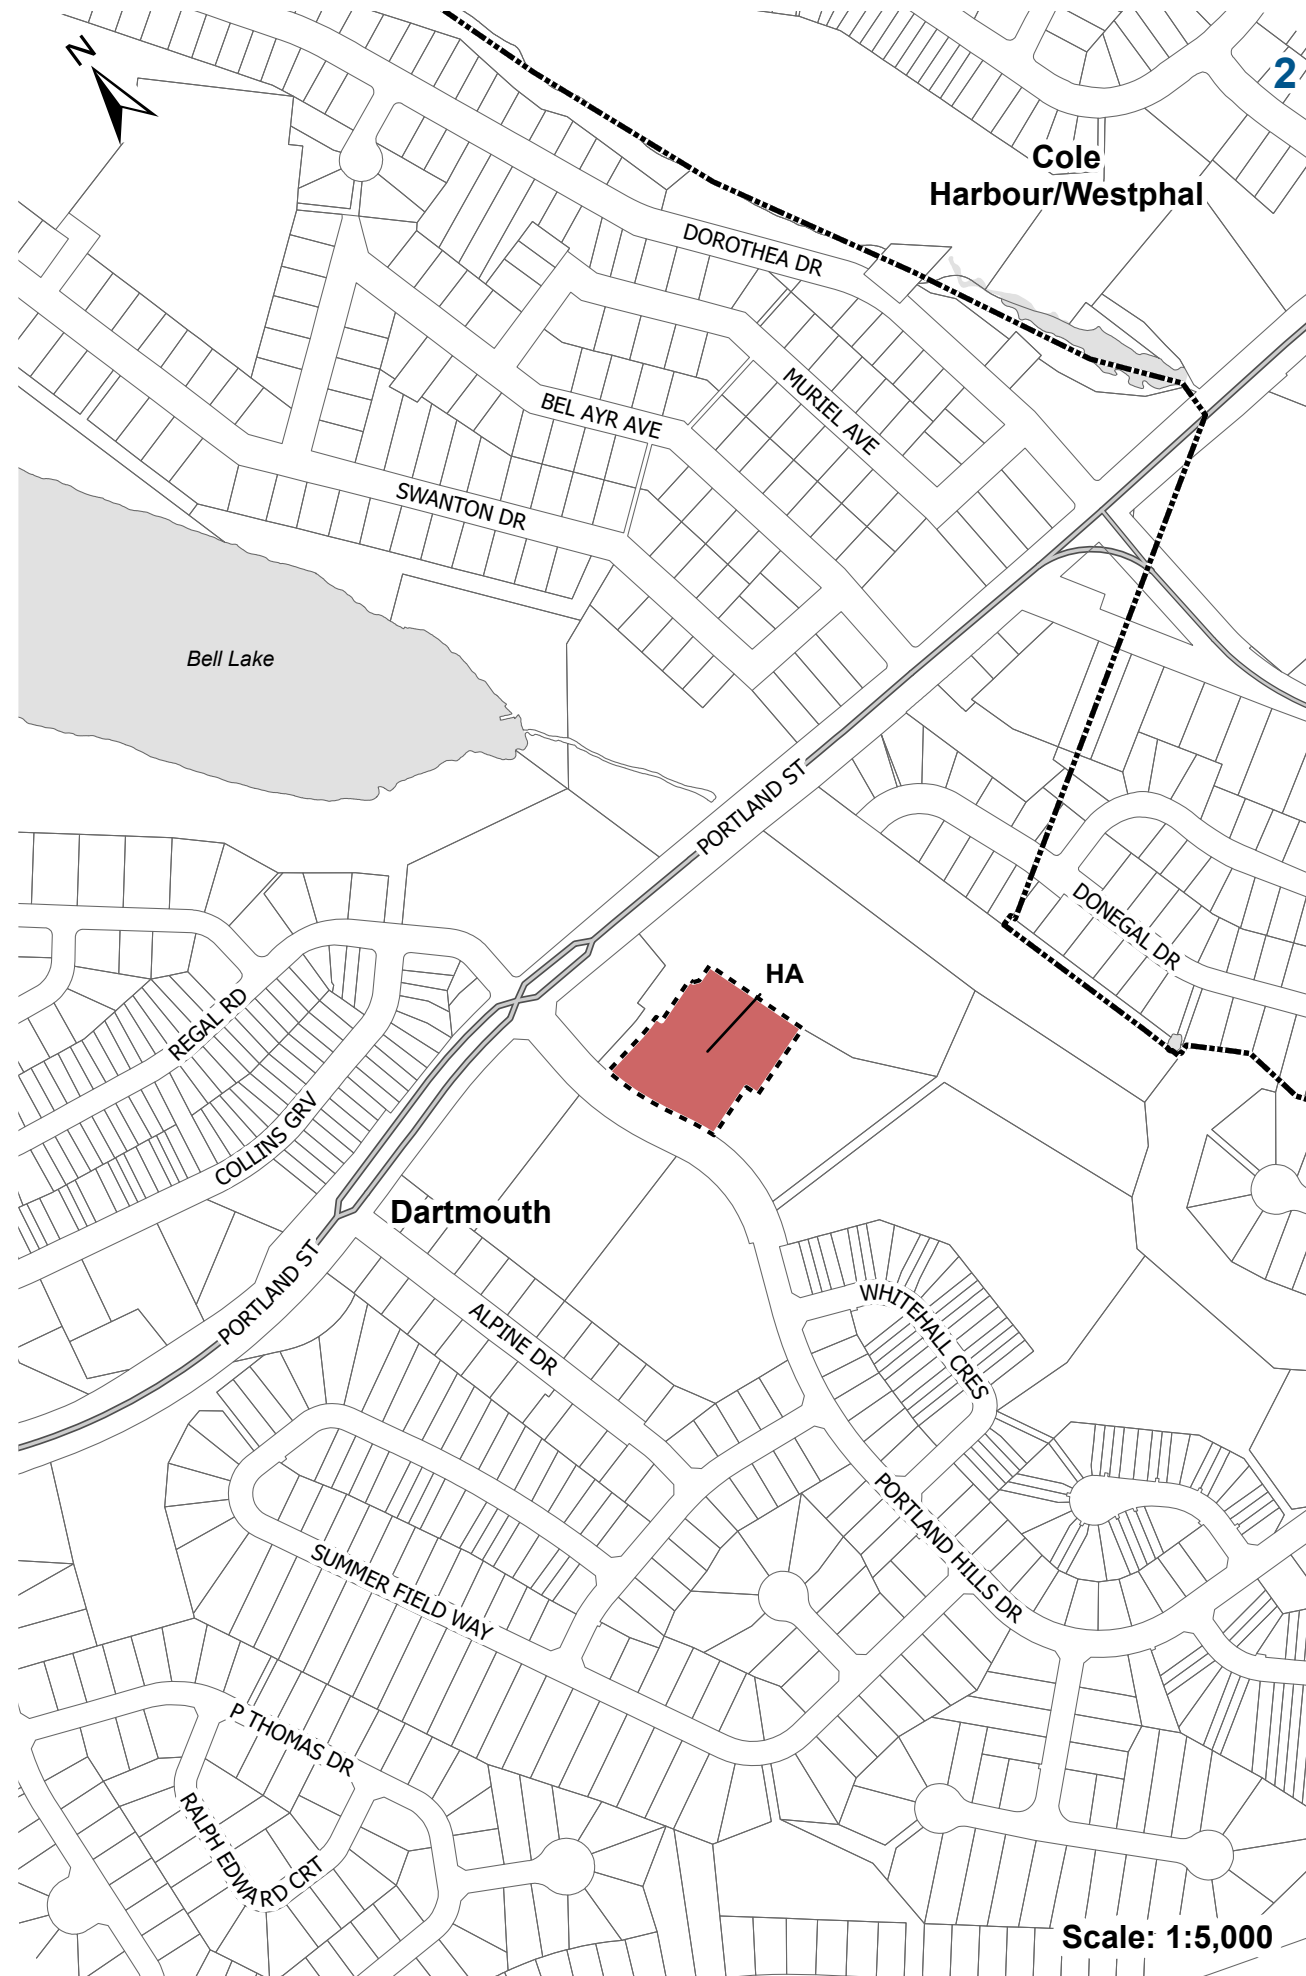 N
2
Cole
Harbour/Westphal
DOROTHEA DR
MURIEL AVE
BEL AYR AVE
SWANTON DR
Bell Lake
PORTLAND ST
DONEGAL DR
HA
REGAL RD
COLLINS GRV
Dartmouth
PORTLAND ST
ALPINE DR
WHITEHALL CRES
PORTLAND HILLS DR
SUMMER FIELD WAY
P THOMAS DR
RALPH EDWARD CRT
Scale: 1:5,000